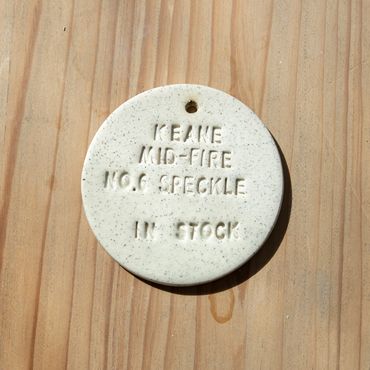 KEANE
MID-FIRE
NO.6 SPECKLE
IN STOCK